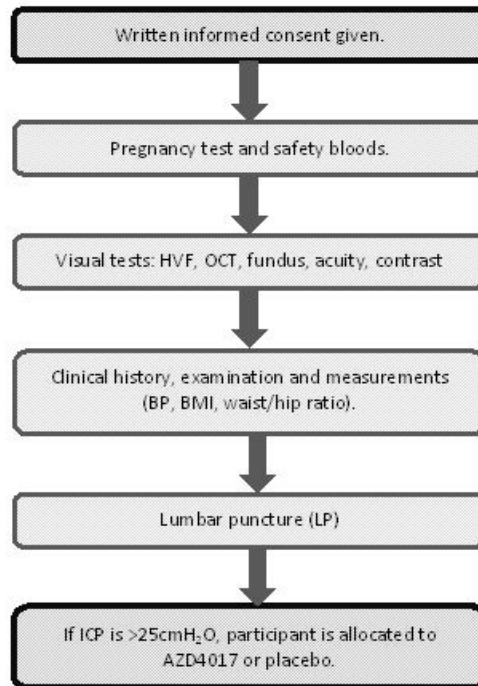 Written informed consent given.
Pregnancy test and safety bloods.
Visual tests: HVF, OCT, fundus, acuity, contrast
Clinical history, examination and measurements
(BP, BMI, waist/hip ratio).
Lumbar puncture (LP)
If ICP is >25cmH₂O, participant is allocated to
AZD4017 or placebo.